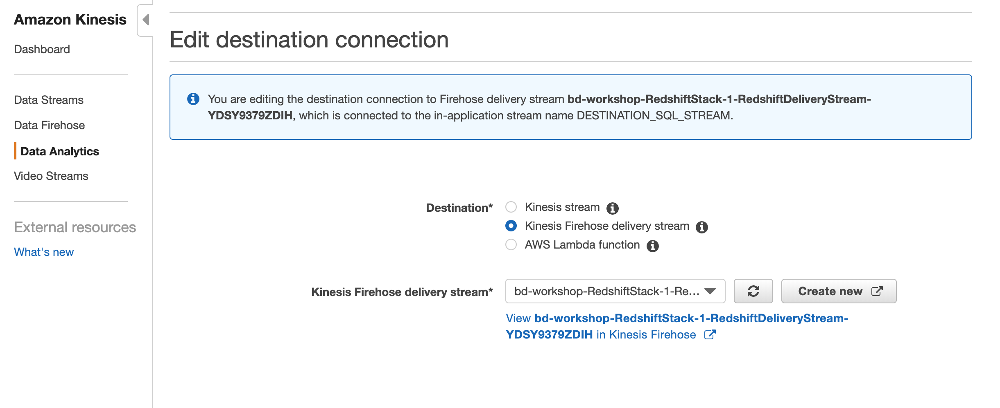 Amazon Kinesis
Dashboard
Data Streams
Data Firehose
Data Analytics
Video Streams
External resources
What's new
Edit destination connection
You are editing the destination connection to Firehose delivery stream bd-workshop-RedshiftStack-1-RedshiftDeliveryStream-
YDSY9379ZDIH, which is connected to the in-application stream name DESTINATION_SQL_STREAM.
Destination*
Kinesis stream
Kinesis Firehose delivery stream
AWS Lambda function
Kinesis Firehose delivery stream*
bd-workshop-RedshiftStack-1-Re...
Create new
View bd-workshop-RedshiftStack-1-RedshiftDeliveryStream-
YDSY9379ZDIH in Kinesis Firehose